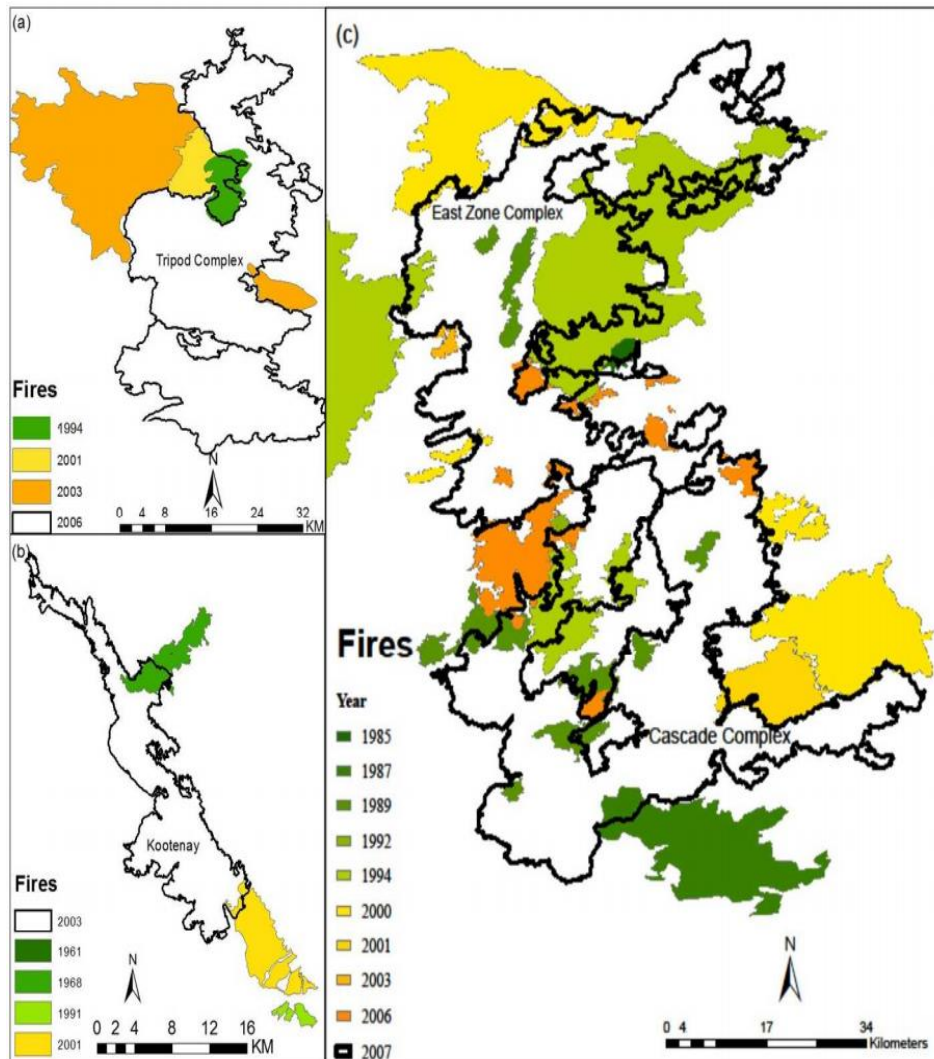 (a)
Tripod Complex
Fires
1994
2001
2003
2006
N
0 4 8 16 24 32
KM
(b)
Kootenay
Fires
2003
1961
1968
1991
2001
N
0 2 4 8 12 16
KM
(c)
East Zone Complex
Cascade Complex
Fires
Year
1985
1987
1989
1992
1994
2000
2001
2003
2006
2007
N
0 4 17 34
Kilometers